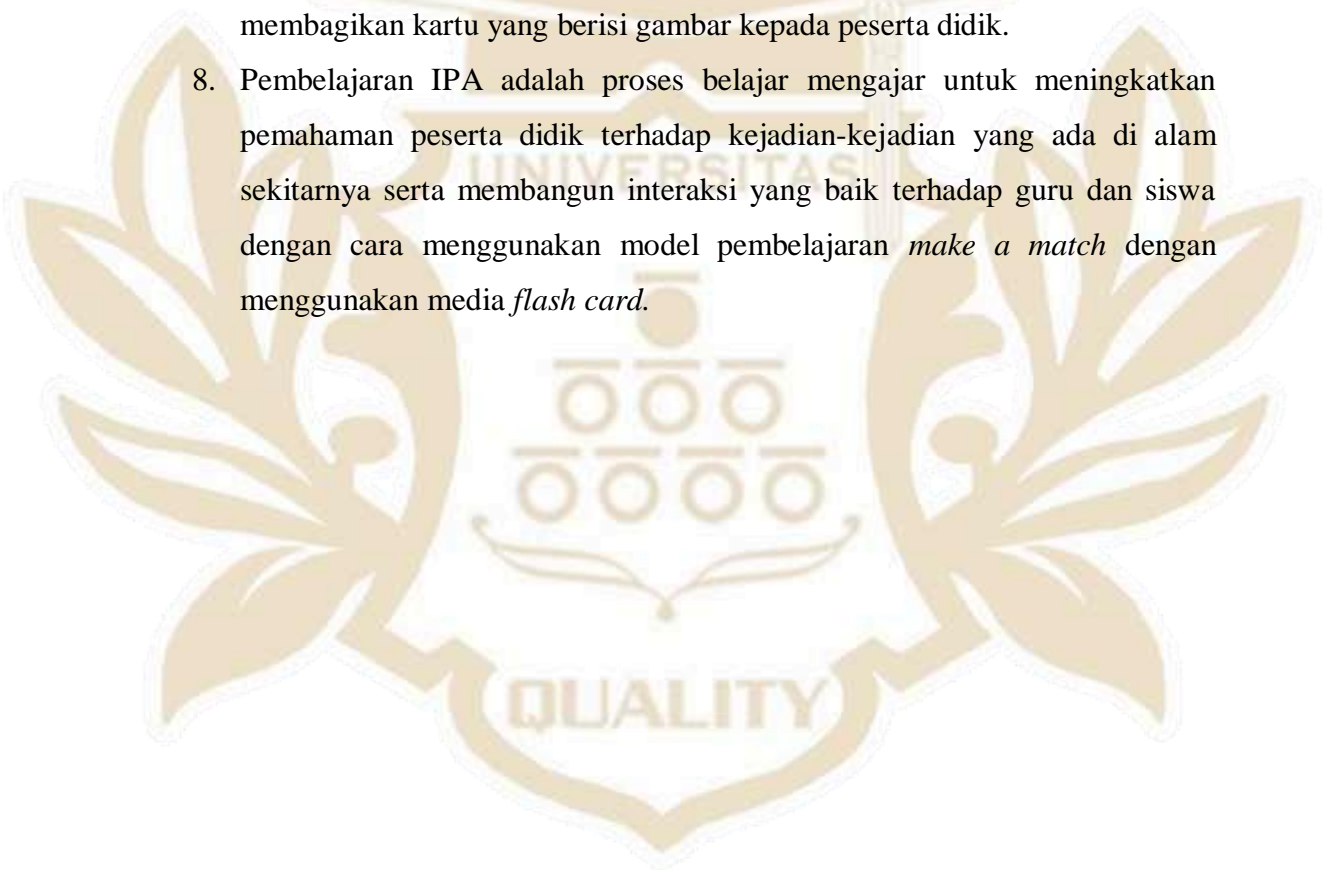 membagikan kartu yang berisi gambar kepada peserta didik.
8. Pembelajaran IPA adalah proses belajar mengajar untuk meningkatkan
pemahaman peserta didik terhadap kejadian-kejadian yang ada di alam
UNIVERSITAS
sekitarnya serta membangun interaksi yang baik terhadap guru dan siswa
dengan cara menggunakan model pembelajaran make a match dengan
menggunakan media flash card.
QUALITY